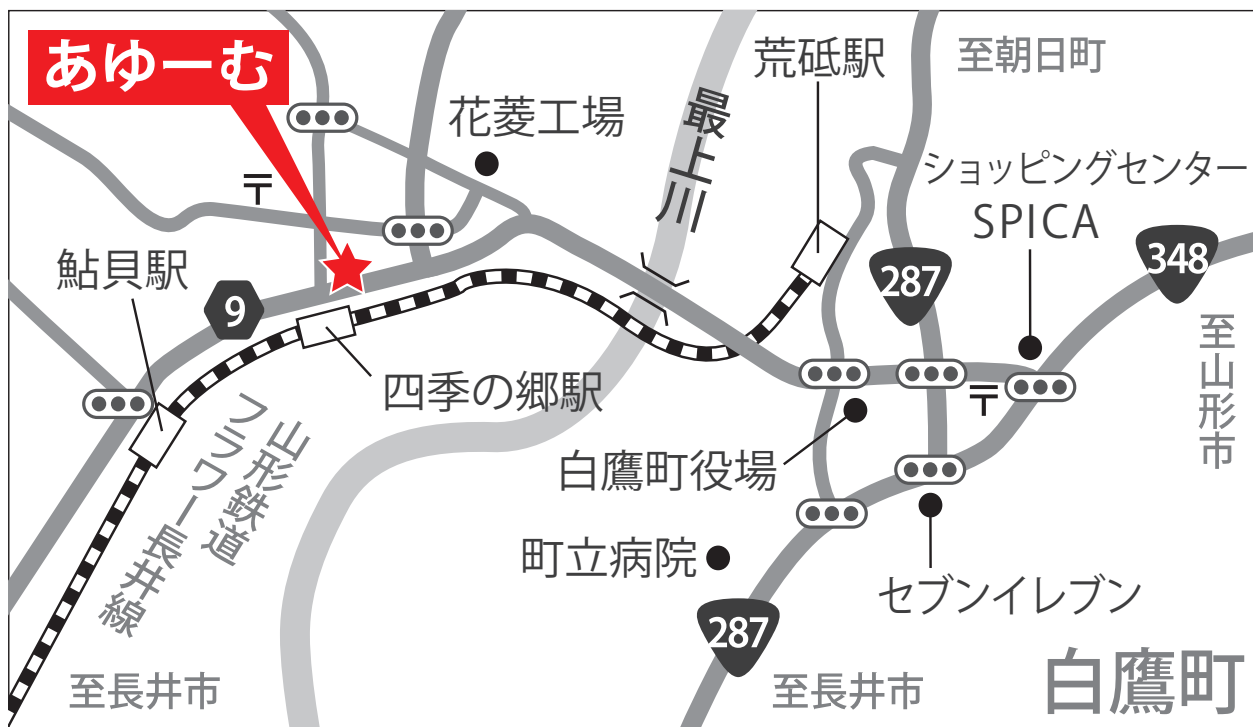 あゆーむ
荒砥駅
至朝日町
花菱工場
最上川
ショッピングセンター
SPICA
〒
鮎貝駅
348
287
9
至山形市
四季の郷駅
〒
山形鉄道
フラワー長井線
白鷹町役場
町立病院
セブンイレブン
287
白鷹町
至長井市
至長井市